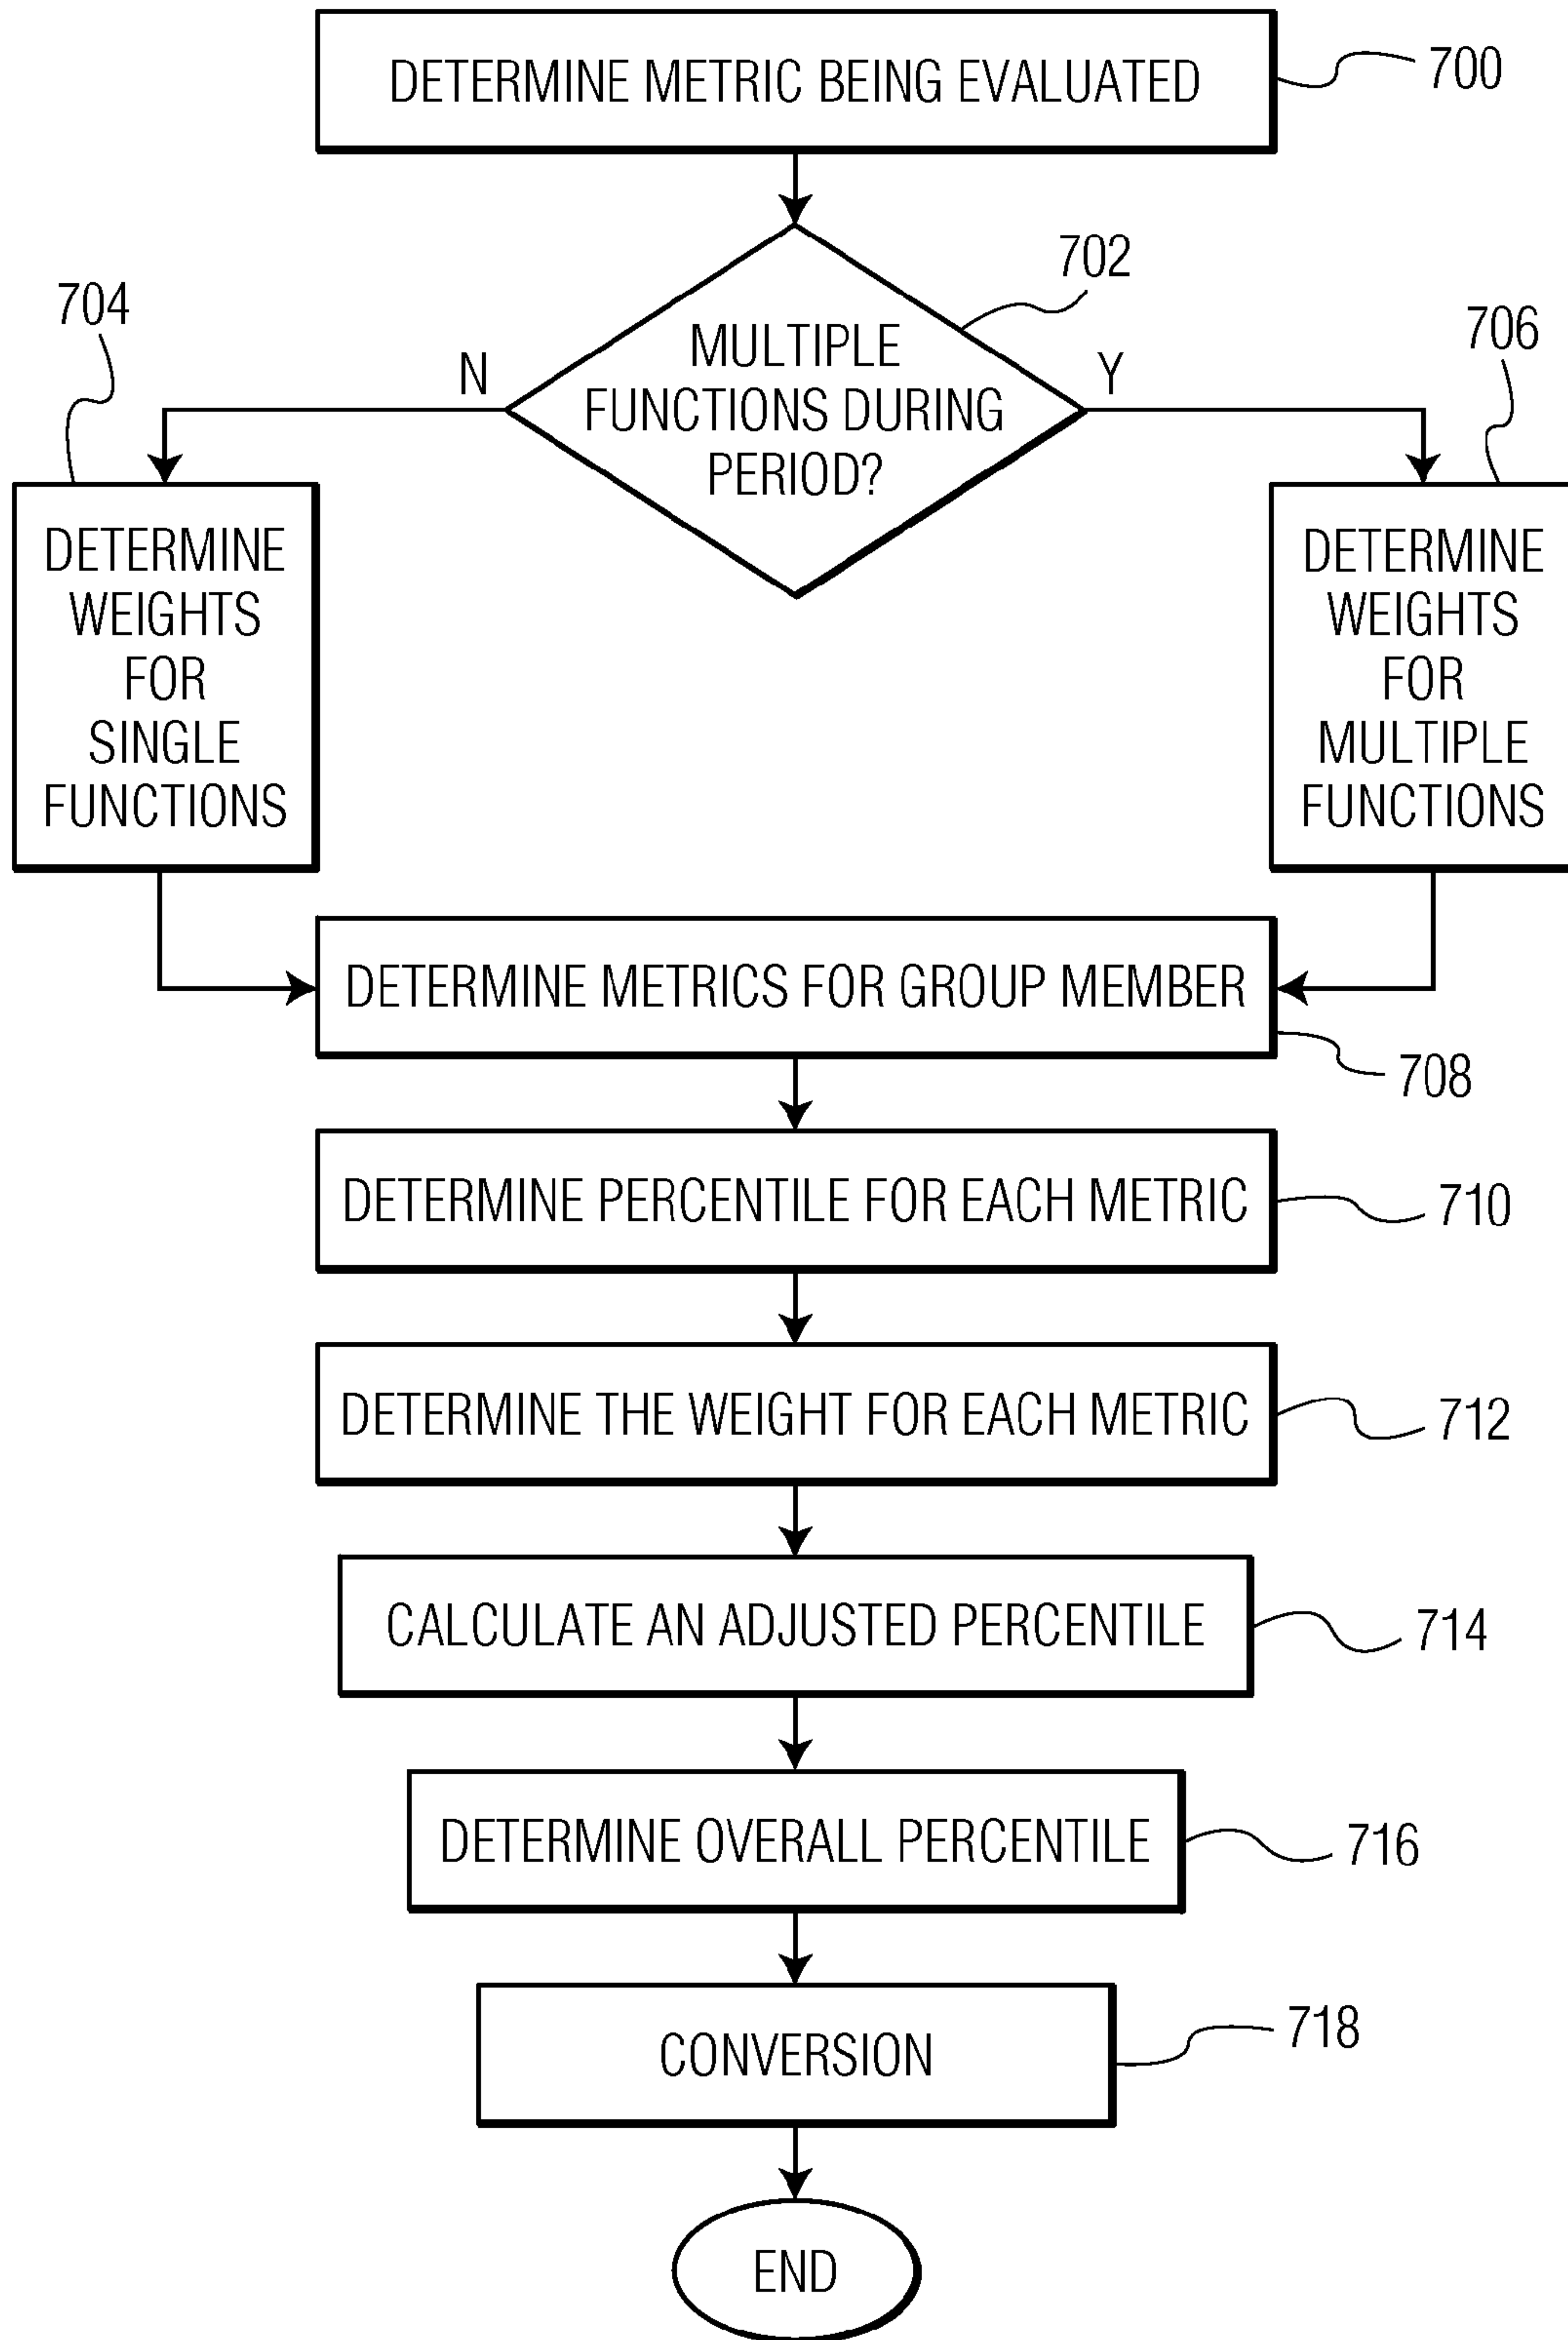 DETERMINE METRIC BEING EVALUATED
700
702
704
706
MULTIPLE
FUNCTIONS DURING
PERIOD?
N
Y
DETERMINE
WEIGHTS
FOR
SINGLE
FUNCTIONS
DETERMINE
WEIGHTS
FOR
MULTIPLE
FUNCTIONS
DETERMINE METRICS FOR GROUP MEMBER
708
DETERMINE PERCENTILE FOR EACH METRIC
710
DETERMINE THE WEIGHT FOR EACH METRIC
712
CALCULATE AN ADJUSTED PERCENTILE
714
DETERMINE OVERALL PERCENTILE
716
CONVERSION
718
END